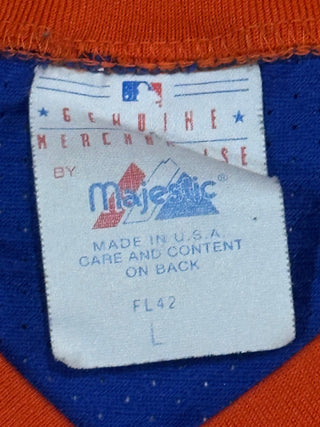 GENUINE
MERCHANDISE
BY
Majestic
MADE IN U.S.A.
CARE AND CONTENT
ON BACK
FL42
L